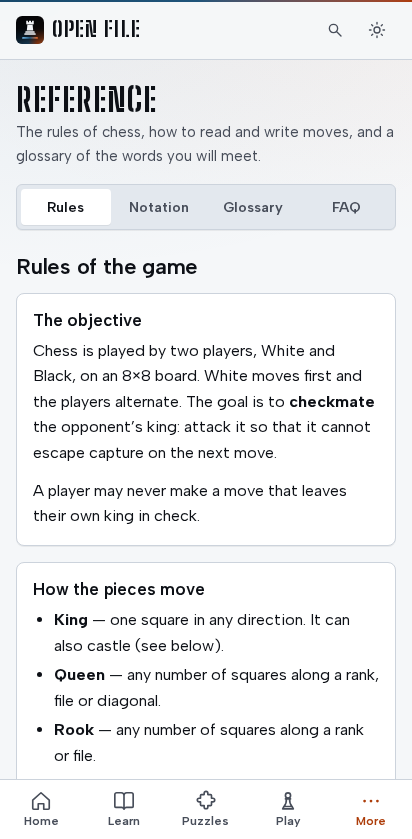 OPEN FILE
REFERENCE
The rules of chess, how to read and write moves, and a
glossary of the words you will meet.
Rules
Notation
Glossary
FAQ
Rules of the game
The objective
Chess is played by two players, White and
Black, on an 8×8 board. White moves first and
the players alternate. The goal is to checkmate
the opponent’s king: attack it so that it cannot
escape capture on the next move.
A player may never make a move that leaves
their own king in check.
How the pieces move
• King — one square in any direction. It can
also castle (see below).
• Queen — any number of squares along a rank,
file or diagonal.
• Rook — any number of squares along a rank
or file.
Home
Learn
Puzzles
Play
More